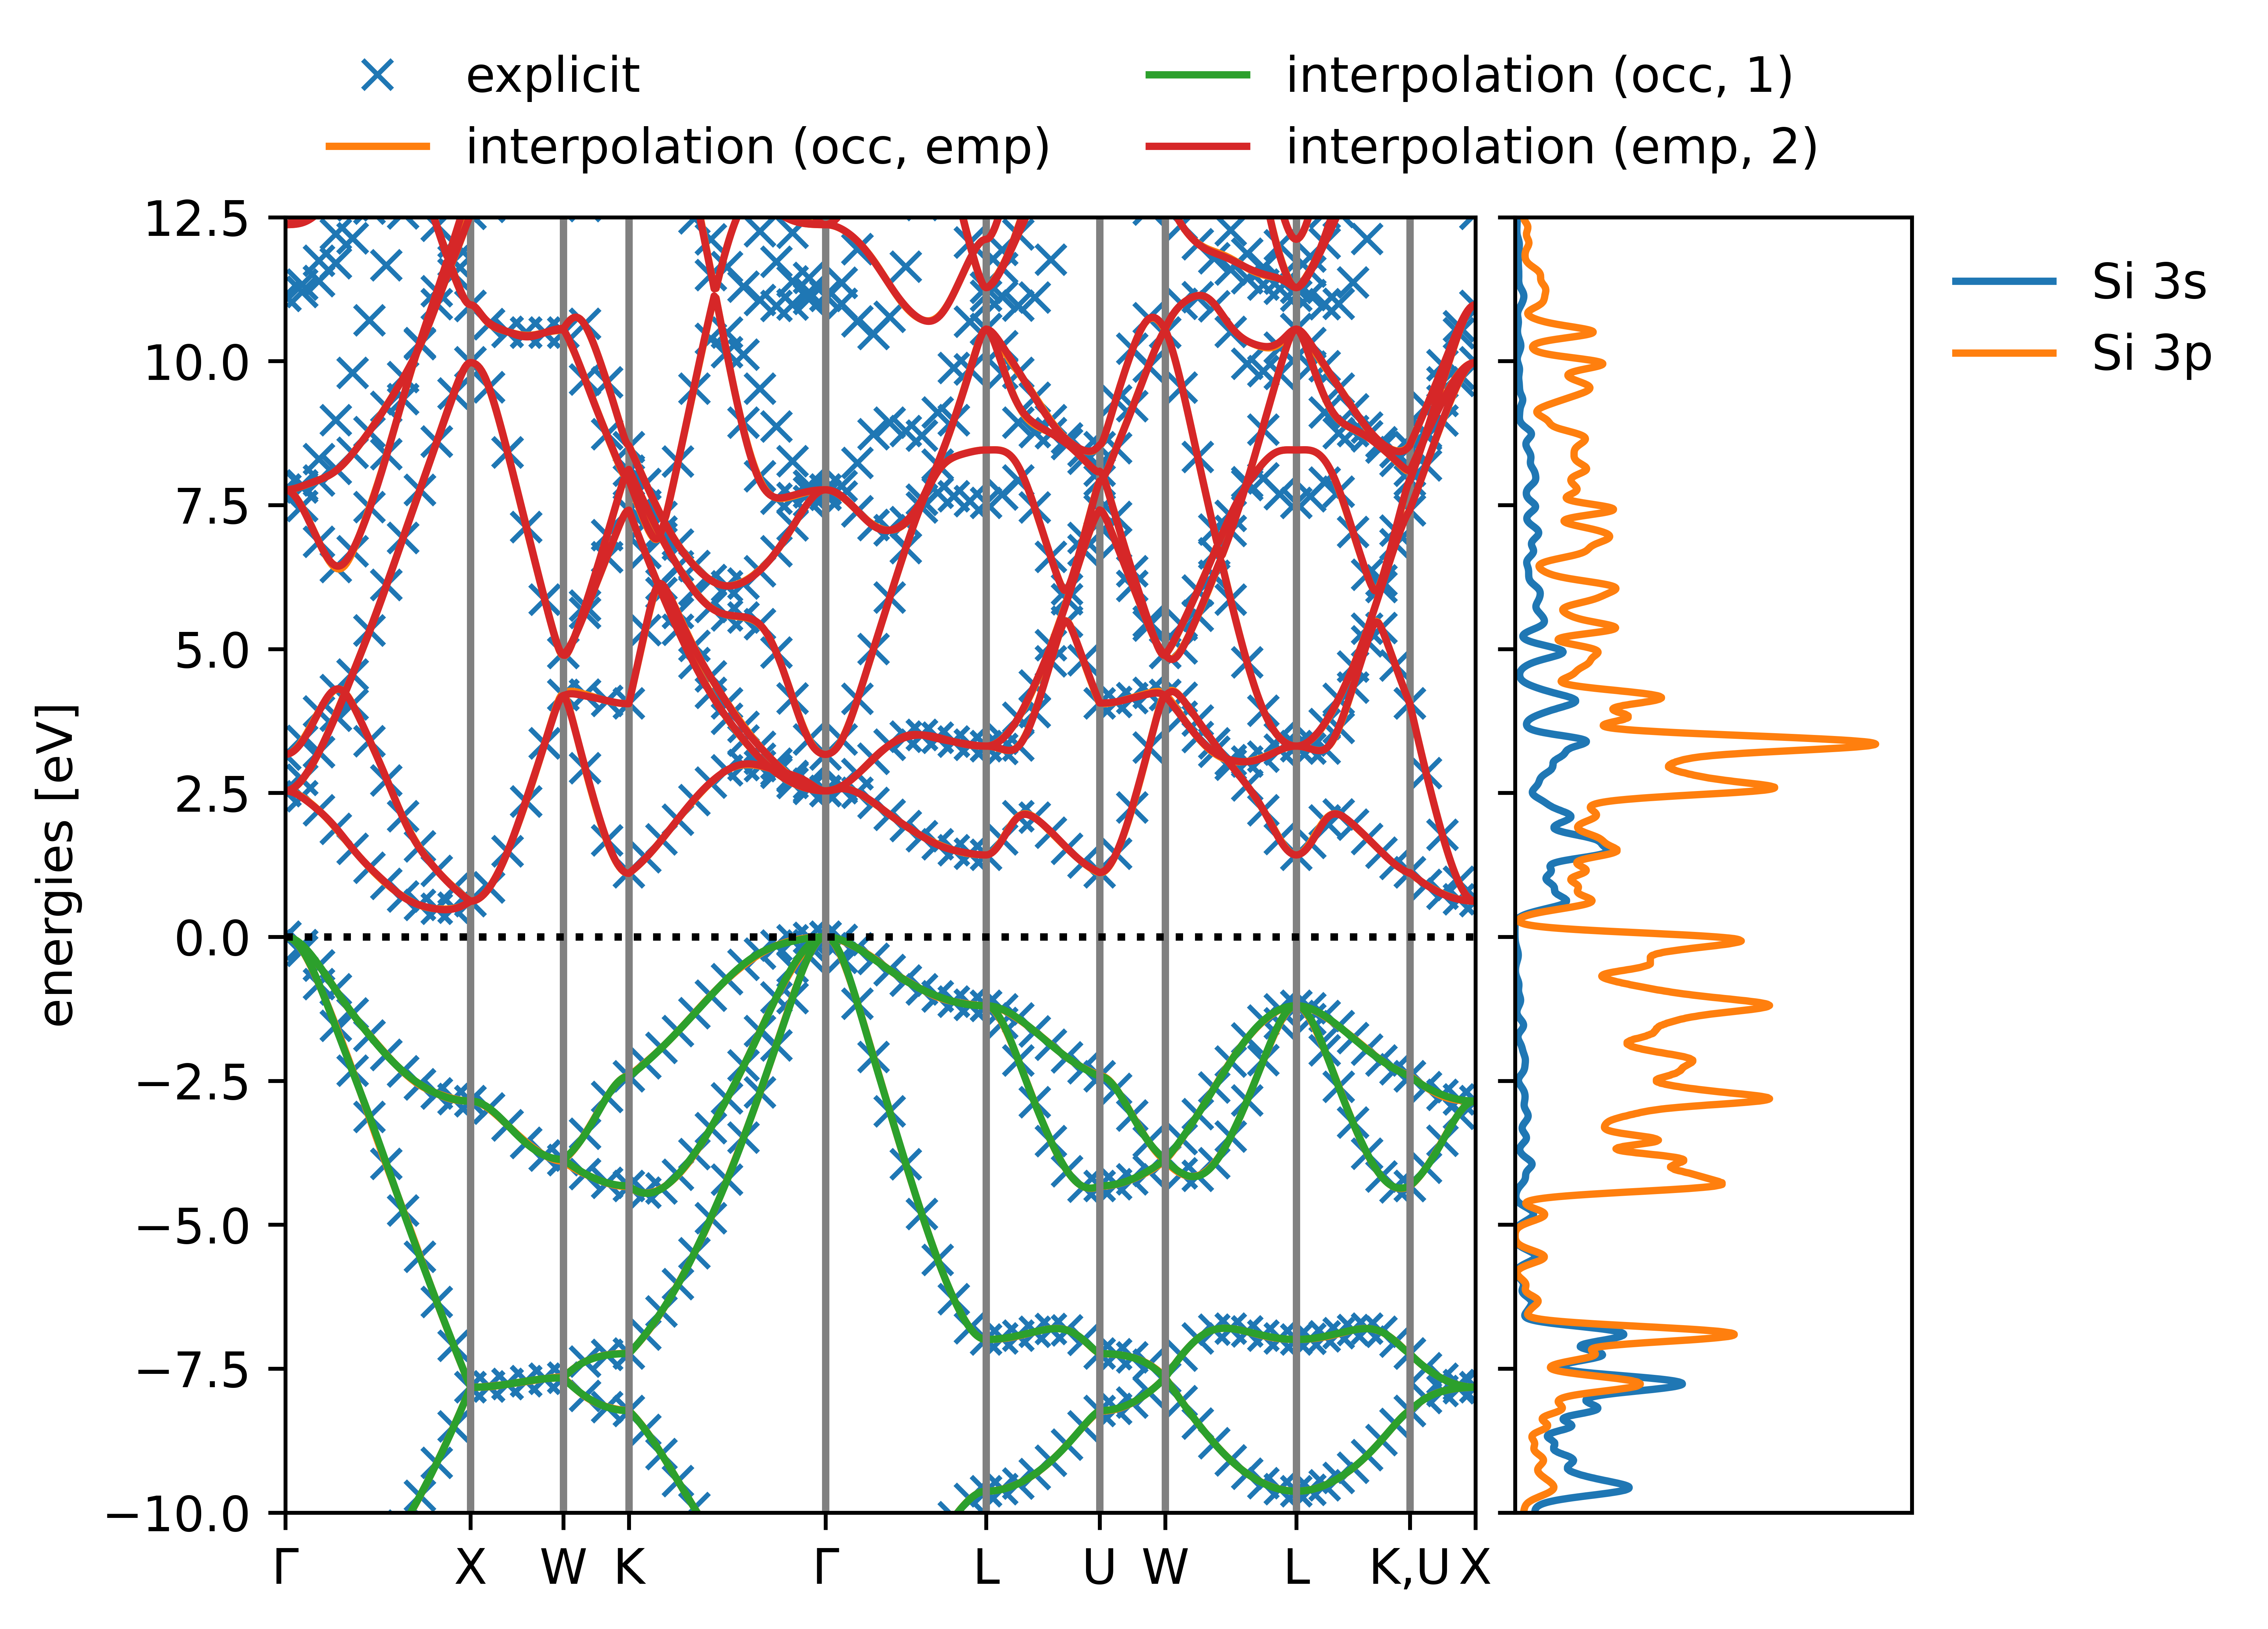 explicit
interpolation (occ, emp)
interpolation (occ, 1)
interpolation (emp, 2)
energies [eV]
12.5
10.0
7.5
5.0
2.5
0.0
−2.5
−5.0
−7.5
−10.0
Γ X W K Γ L U W L K,U X
Si 3s
Si 3p